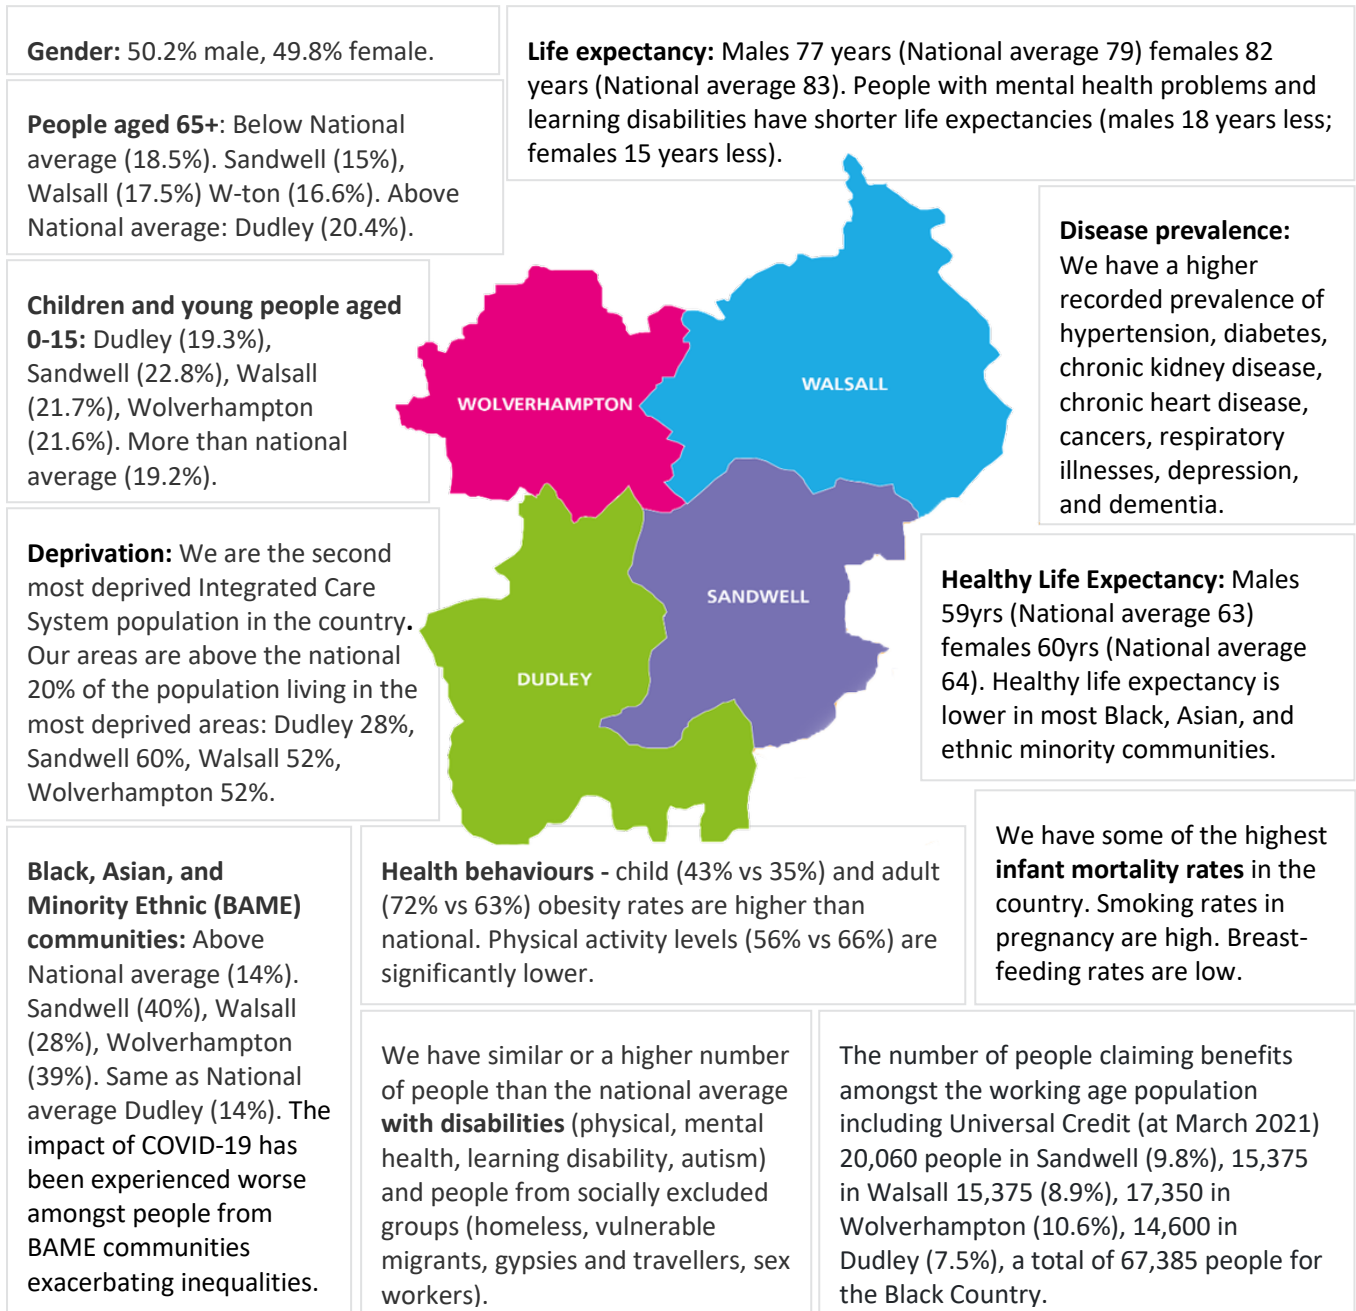 Gender: 50.2% male, 49.8% female.
Life expectancy: Males 77 years (National average 79) females 82
years (National average 83). People with mental health problems and
learning disabilities have shorter life expectancies (males 18 years less;
females 15 years less).
People aged 65+: Below National
average (18.5%). Sandwell (15%),
Walsall (17.5%) W-ton (16.6%). Above
National average: Dudley (20.4%).
Disease prevalence:
We have a higher
recorded prevalence of
hypertension, diabetes,
chronic kidney disease,
chronic heart disease,
cancers, respiratory
illnesses, depression,
and dementia.
Children and young people aged
0-15: Dudley (19.3%),
Sandwell (22.8%), Walsall
(21.7%), Wolverhampton
(21.6%). More than national
average (19.2%).
WOLVERHAMPTON
WALSALL
SANDWELL
DUDLEY
Deprivation: We are the second
most deprived Integrated Care
System population in the country.
Our areas are above the national
20% of the population living in the
most deprived areas: Dudley 28%,
Sandwell 60%, Walsall 52%,
Wolverhampton 52%.
Healthy Life Expectancy: Males
59yrs (National average 63)
females 60yrs (National average
64). Healthy life expectancy is
lower in most Black, Asian, and
ethnic minority communities.
We have some of the highest
infant mortality rates in the
country. Smoking rates in
pregnancy are high. Breast-
feeding rates are low.
Black, Asian, and
Minority Ethnic (BAME)
communities: Above
National average (14%).
Sandwell (40%), Walsall
(28%), Wolverhampton
(39%). Same as National
average Dudley (14%). The
impact of COVID-19 has
been experienced worse
amongst people from
BAME communities
exacerbating inequalities.
Health behaviours - child (43% vs 35%) and adult
(72% vs 63%) obesity rates are higher than
national. Physical activity levels (56% vs 66%) are
significantly lower.
We have similar or a higher number
of people than the national average
with disabilities (physical, mental
health, learning disability, autism)
and people from socially excluded
groups (homeless, vulnerable
migrants, gypsies and travellers, sex
workers).
The number of people claiming benefits
amongst the working age population
including Universal Credit (at March 2021)
20,060 people in Sandwell (9.8%), 15,375
in Walsall 15,375 (8.9%), 17,350 in
Wolverhampton (10.6%), 14,600 in
Dudley (7.5%), a total of 67,385 people for
the Black Country.